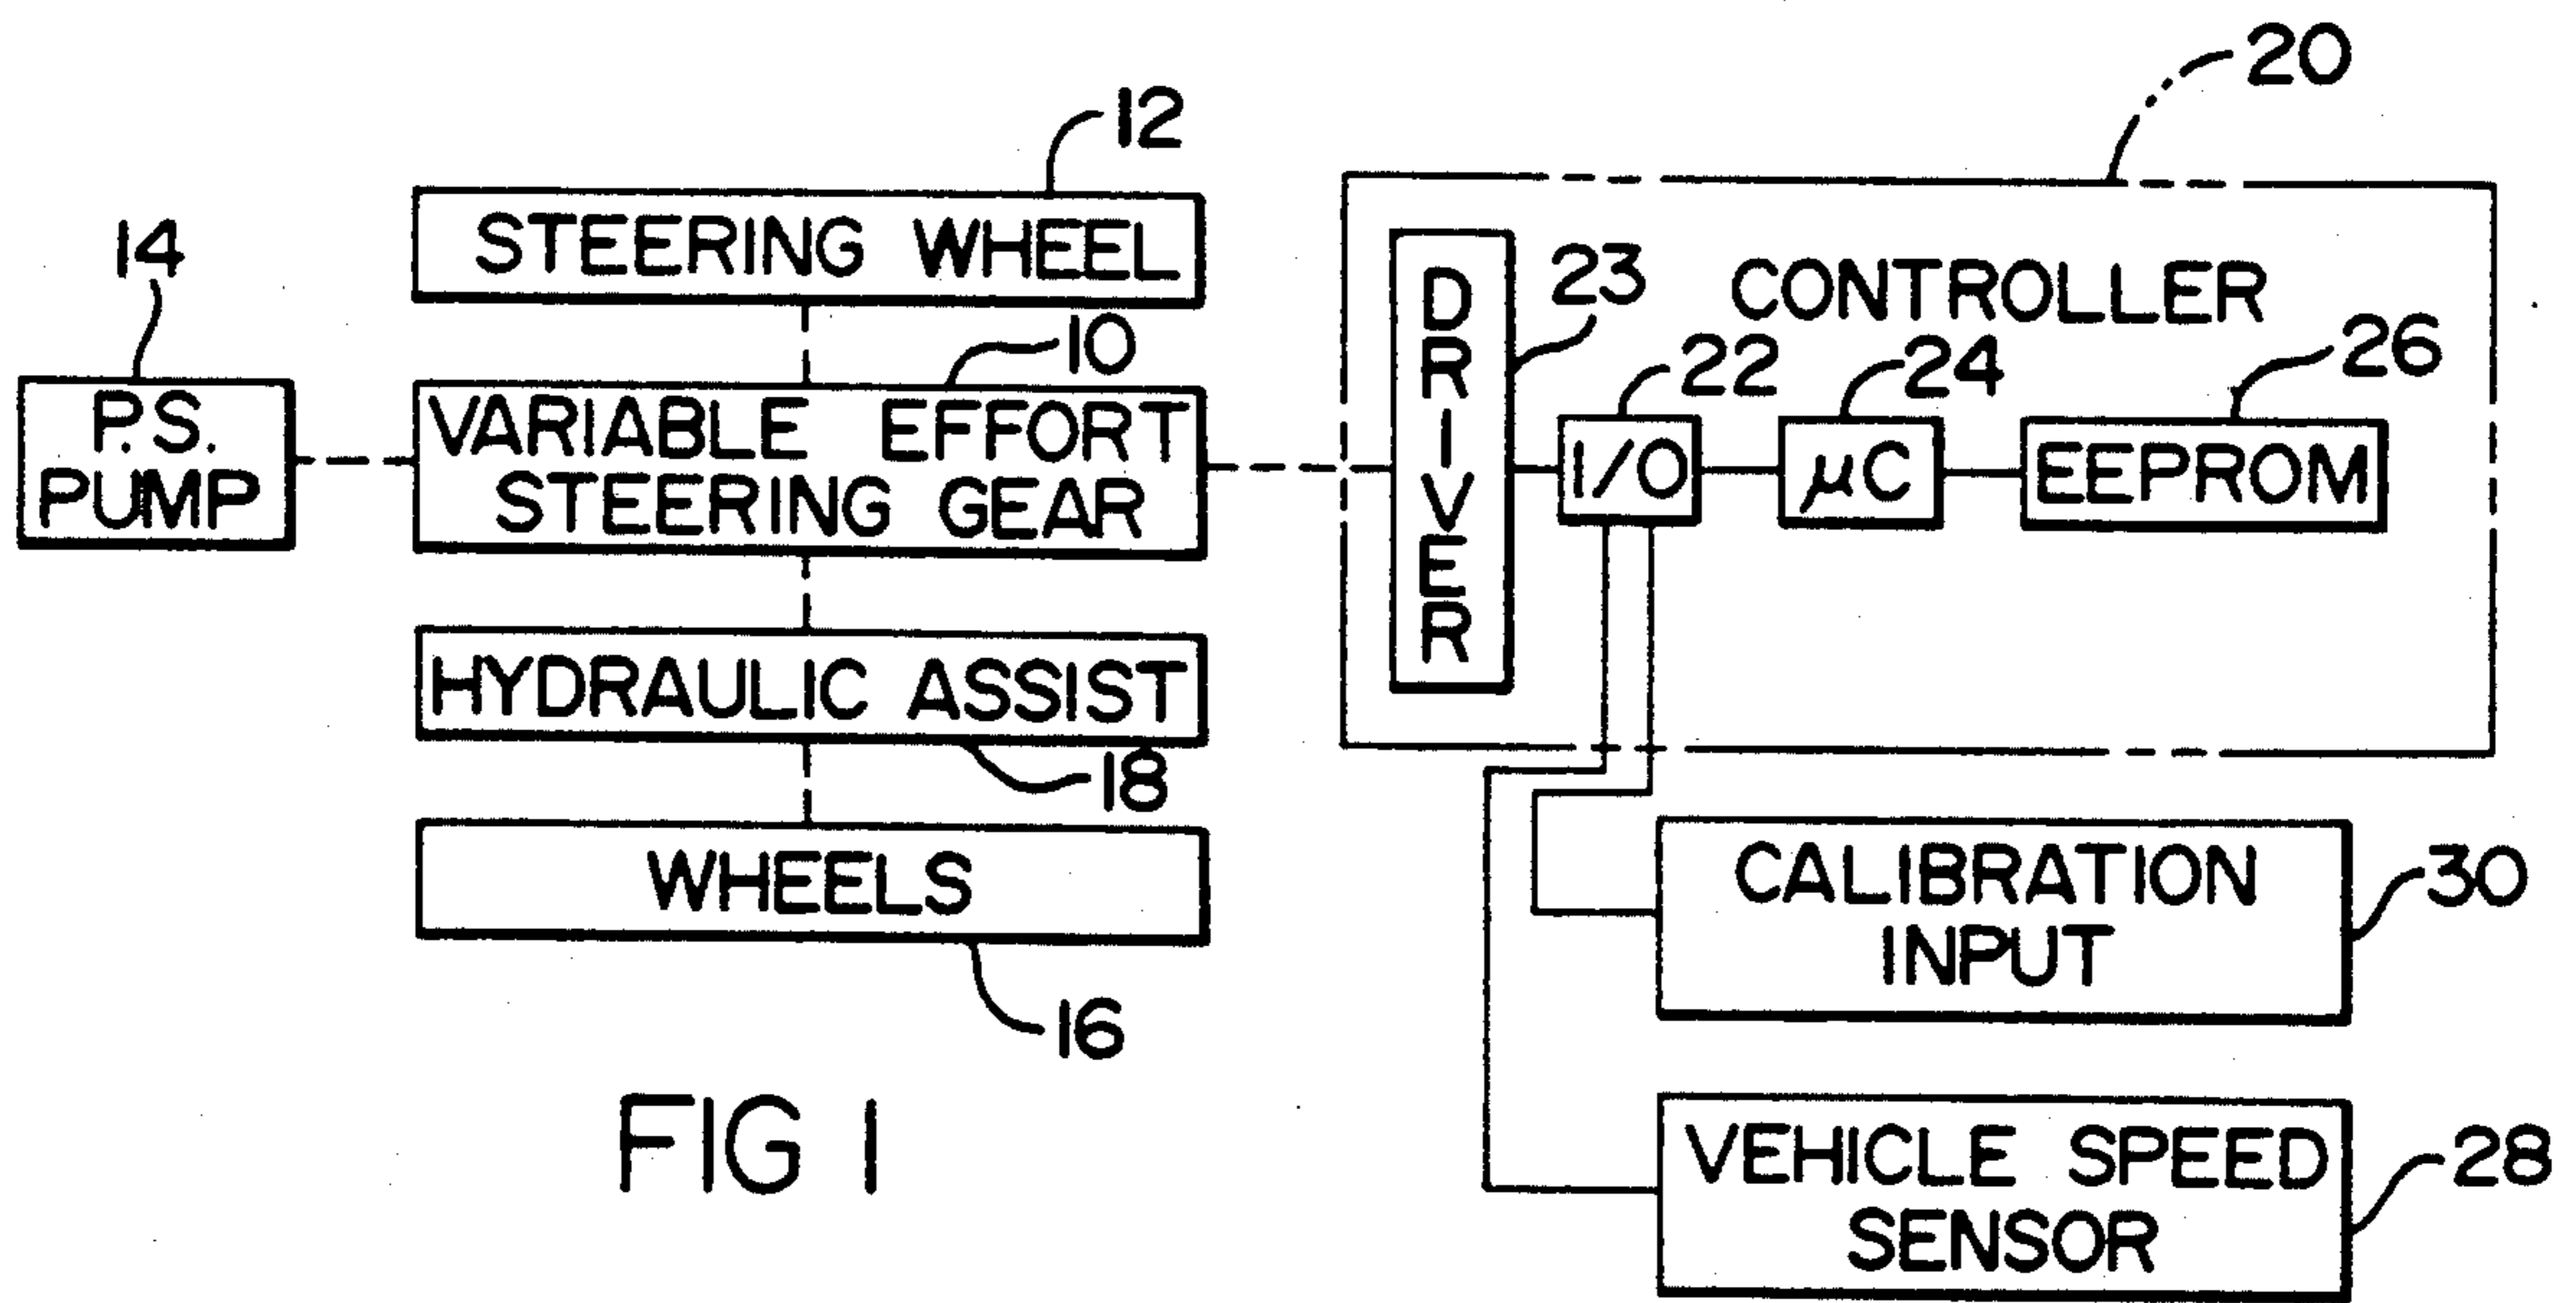 20
12
STEERING WHEEL
14
23
CONTROLLER
10
22
24
26
P.S.
PUMP
VARIABLE EFFORT
STEERING GEAR
DRIVER
I/O
μC
EEPROM
HYDRAULIC ASSIST
18
WHEELS
CALIBRATION
INPUT
30
16
FIG 1
VEHICLE SPEED
SENSOR
28